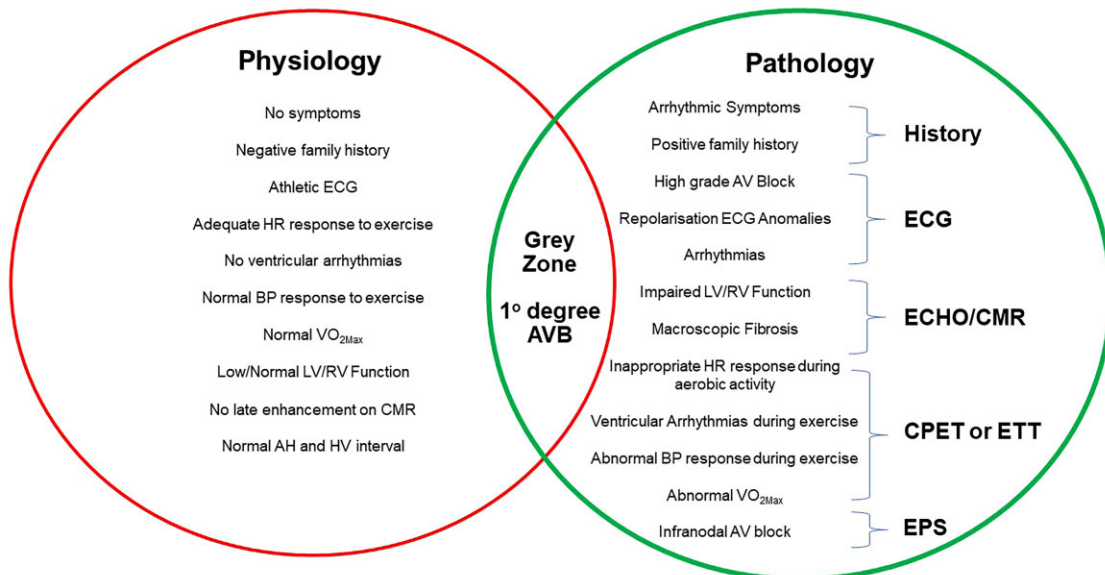 Physiology
No symptoms
Negative family history
Athletic ECG
Adequate HR response to exercise
No ventricular arrhythmias
Normal BP response to exercise
Normal VO2Max
Low/Normal LV/RV Function
No late enhancement on CMR
Normal AH and HV interval
Grey
Zone
1º degree
AVB
Pathology
Arrhythmic Symptoms
Positive family history
History
High grade AV Block
Repolarisation ECG Anomalies
Arrhythmias
ECG
Impaired LV/RV Function
Macroscopic Fibrosis
ECHO/CMR
Inappropriate HR response during
aerobic activity
Ventricular Arrhythmias during exercise
Abnormal BP response during exercise
Abnormal VO2Max
CPET or ETT
Infranodal AV block
EPS